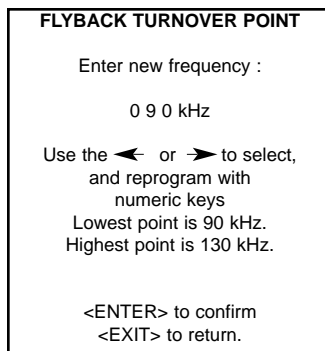 FLYBACK TURNOVER POINT
Enter new frequency :
0 9 0 kHz
Use the ◄ or ➤ to select,
and reprogram with
numeric keys
Lowest point is 90 kHz.
Highest point is 130 kHz.
<ENTER> to confirm
<EXIT> to return.